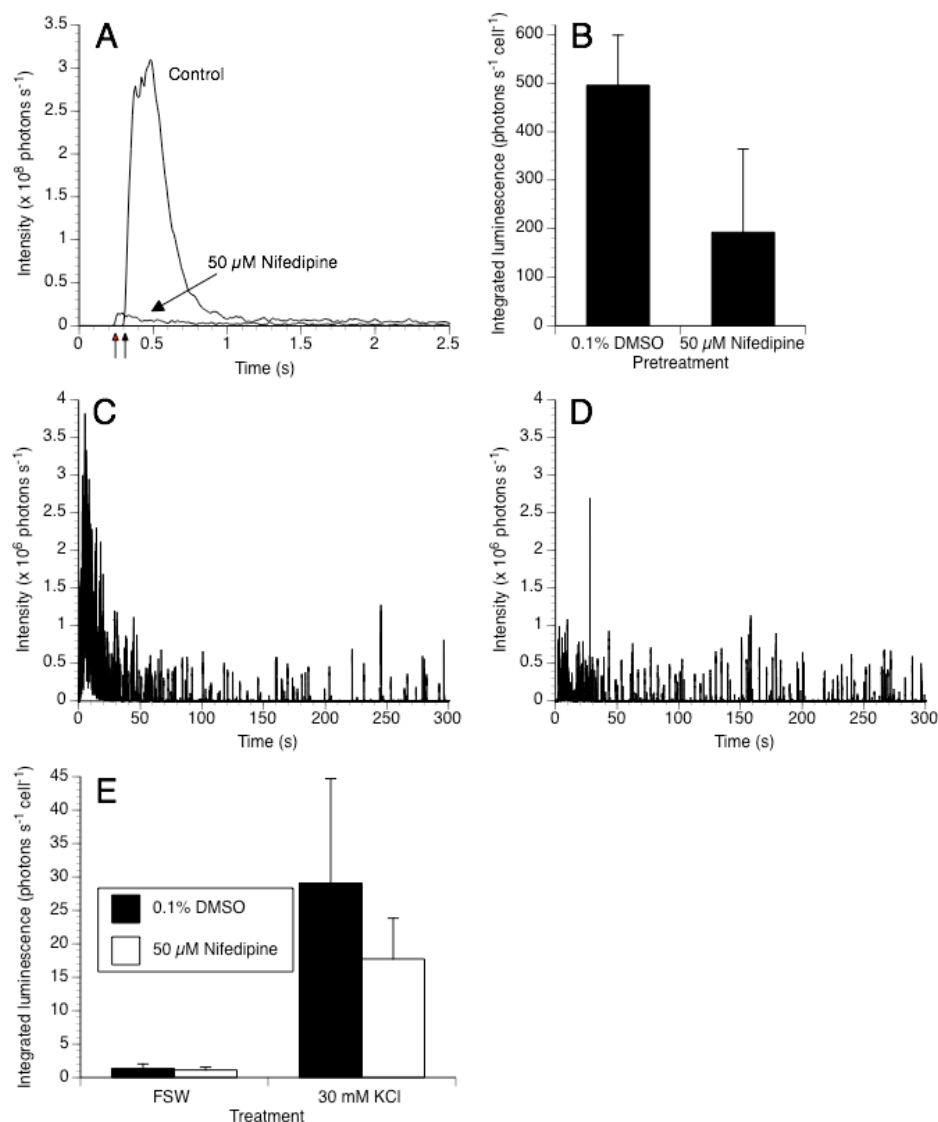 A
Intensity (x 10⁸ photons s⁻¹)
3.5
3
2.5
2
1.5
1
0.5
0
Control
50 µM Nifedipine
0 0.5 1 1.5 2 2.5
Time (s)
B
Integrated luminescence (photons s⁻¹ cell⁻¹)
600
500
400
300
200
100
0
0.1% DMSO 50 µM Nifedipine
Pretreatment
C
Intensity (x 10⁶ photons s⁻¹)
4
3.5
3
2.5
2
1.5
1
0.5
0
0 50 100 150 200 250 300
Time (s)
D
Intensity (x 10⁶ photons s⁻¹)
4
3.5
3
2.5
2
1.5
1
0.5
0
0 50 100 150 200 250 300
Time (s)
E
Integrated luminescence (photons s⁻¹ cell⁻¹)
45
40
35
30
25
20
15
10
5
0
0.1% DMSO
50 µM Nifedipine
FSW 30 mM KCl
Treatment